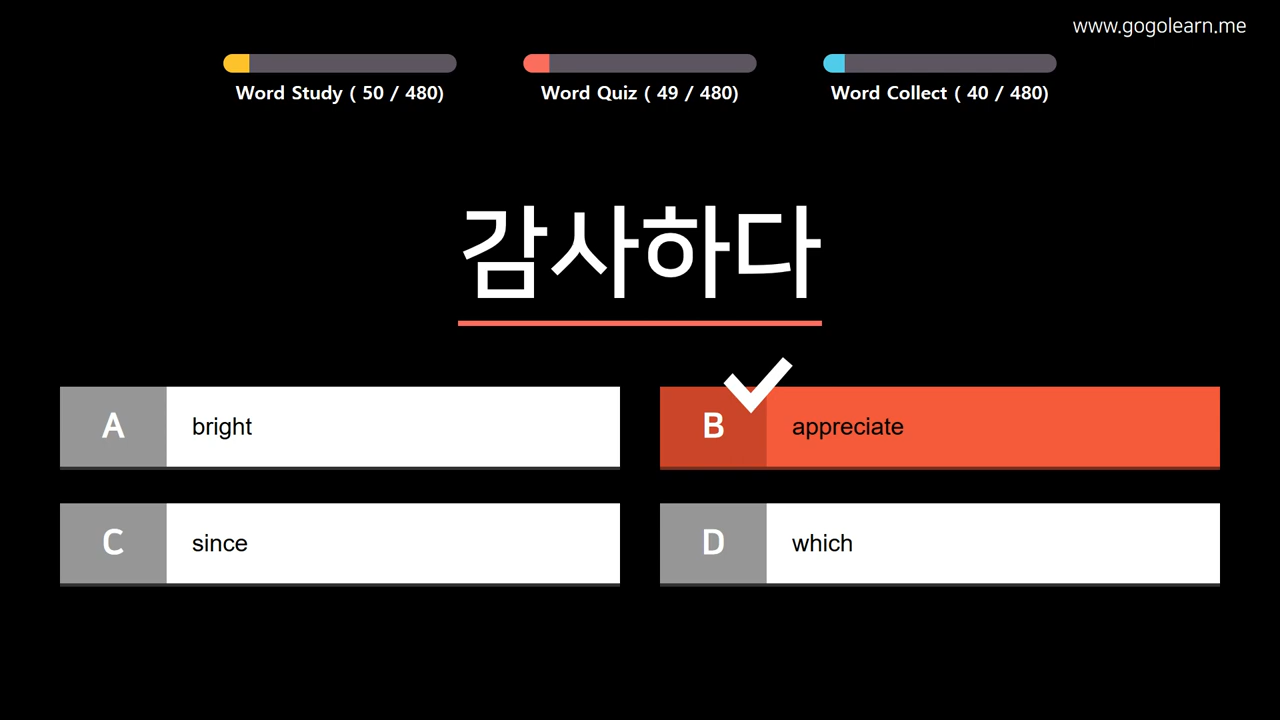 www.gogolearn.me
Word Study ( 50 / 480)
Word Quiz ( 49 / 480)
Word Collect ( 40 / 480)
감사하다
A bright
B appreciate
C since
D which